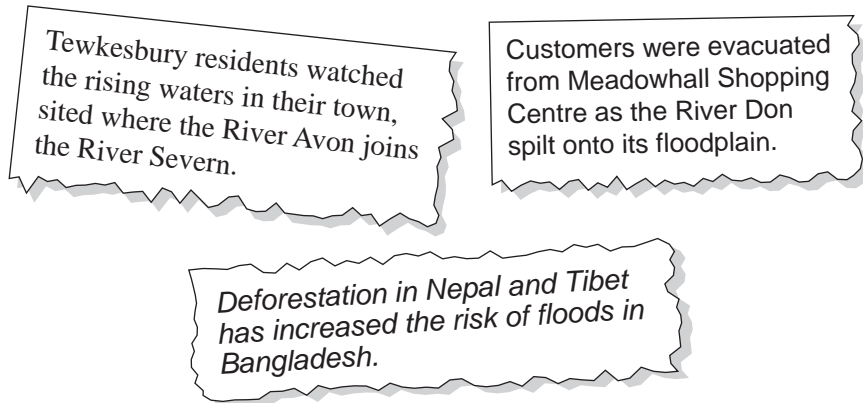 Tewkesbury residents watched
the rising waters in their town,
sited where the River Avon joins
the River Severn.
Customers were evacuated
from Meadowhall Shopping
Centre as the River Don
spilt onto its floodplain.
Deforestation in Nepal and Tibet
has increased the risk of floods in
Bangladesh.